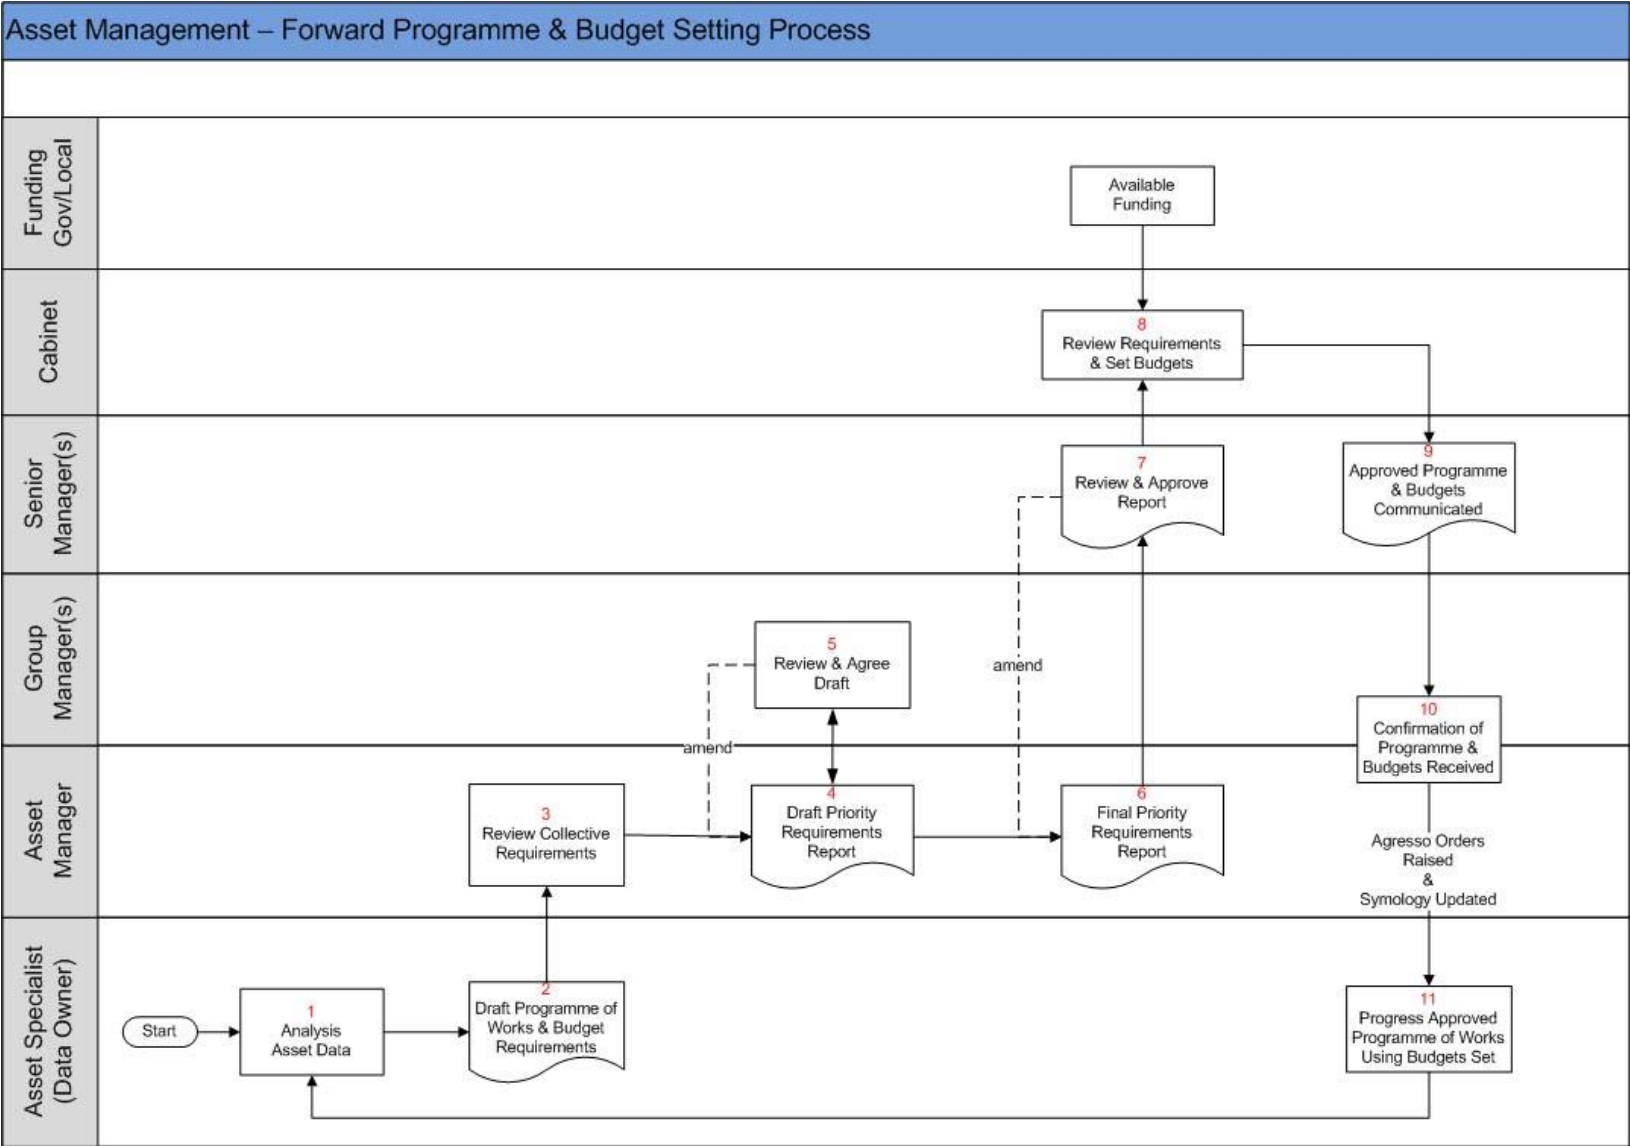 Asset Management – Forward Programme & Budget Setting Process
Funding
Gov/Local
Available
Funding
Cabinet
8
Review Requirements
& Set Budgets
Senior
Manager(s)
7
Review & Approve
Report
9
Approved Programme
& Budgets
Communicated
Group
Manager(s)
5
Review & Agree
Draft
amend
amend
10
Confirmation of
Programme &
Budgets Received
Asset
Manager
3
Review Collective
Requirements
4
Draft Priority
Requirements
Report
6
Final Priority
Requirements
Report
Agresso Orders
Raised
&
Symology Updated
Asset Specialist
(Data Owner)
Start
1
Analysis
Asset Data
2
Draft Programme of
Works & Budget
Requirements
11
Progress Approved
Programme of Works
Using Budgets Set